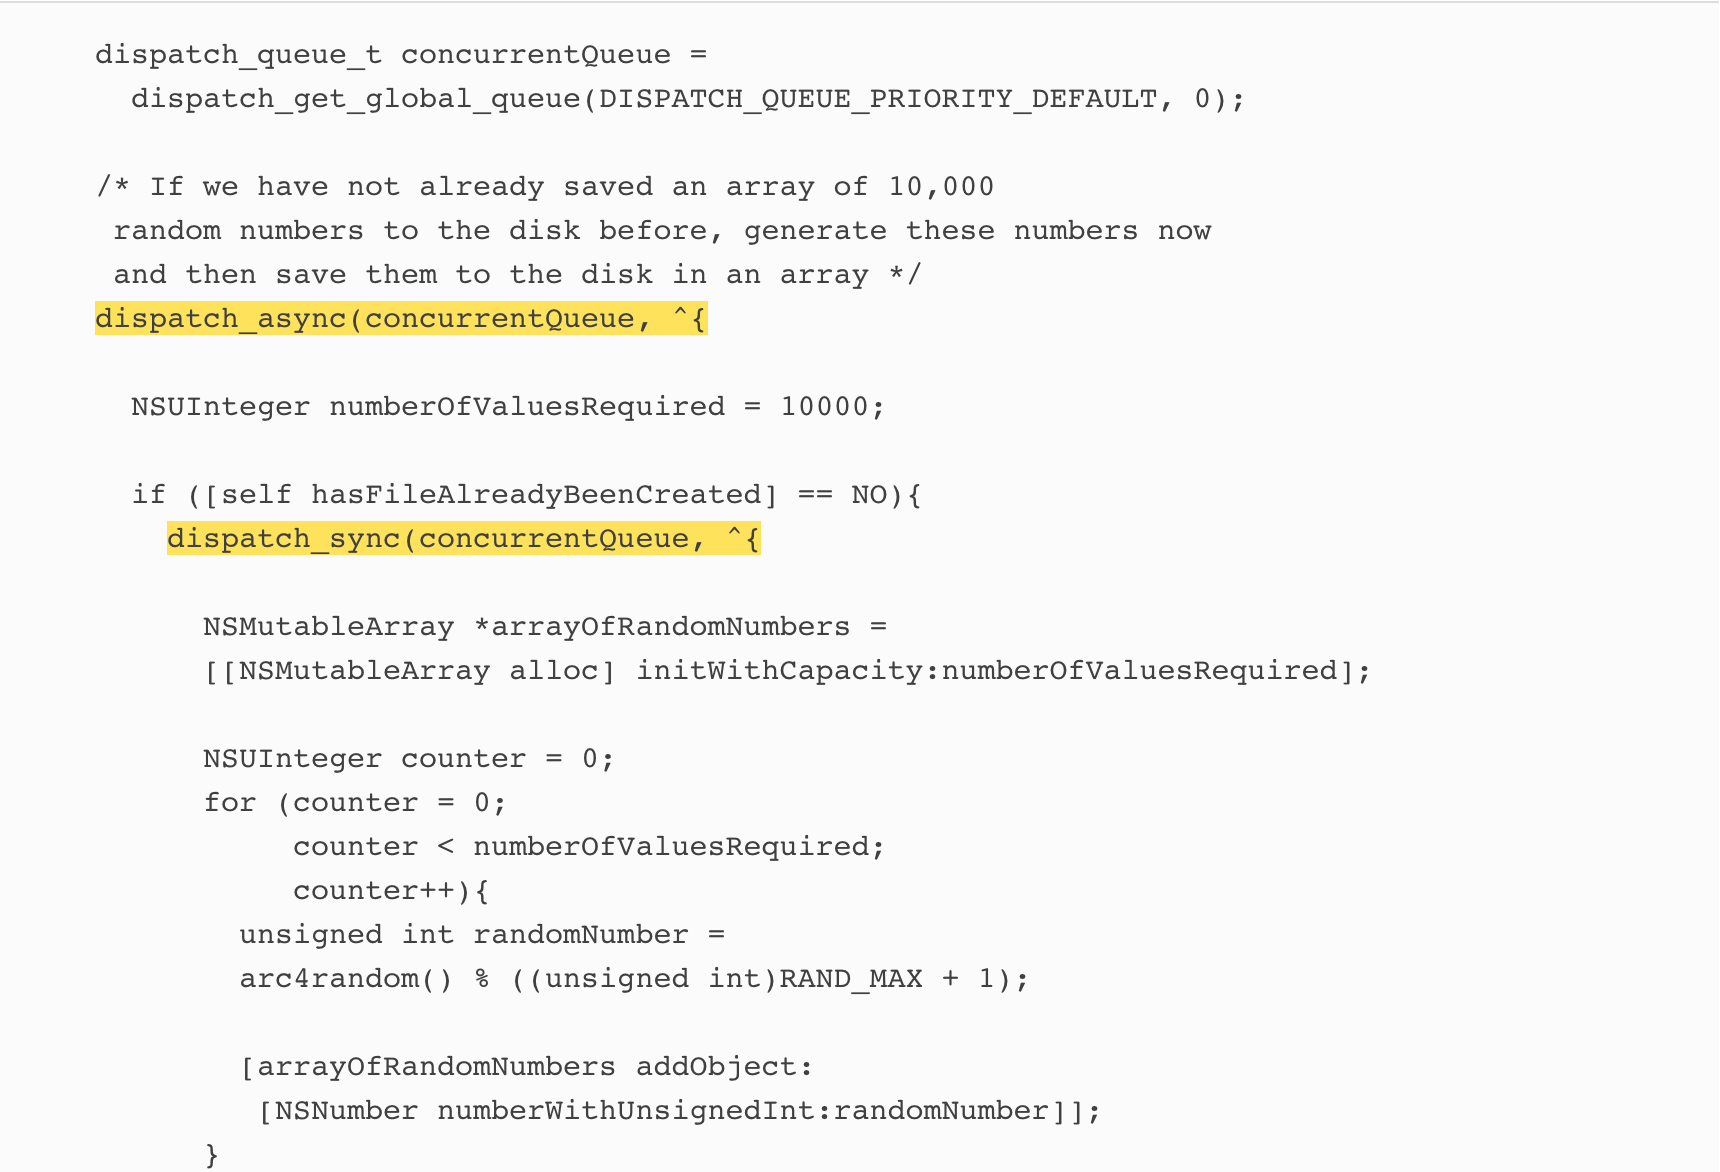 dispatch_queue_t concurrentQueue =
dispatch_get_global_queue(DISPATCH_QUEUE_PRIORITY_DEFAULT, 0);
/* If we have not already saved an array of 10,000
random numbers to the disk before, generate these numbers now
and then save them to the disk in an array */
dispatch_async(concurrentQueue, ^{
NSUInteger numberOfValuesRequired = 10000;
if ([self hasFileAlreadyBeenCreated] == NO){
dispatch_sync(concurrentQueue, ^{
NSMutableArray *arrayOfRandomNumbers =
[[NSMutableArray alloc] initWithCapacity:numberOfValuesRequired];
NSUInteger counter = 0;
for (counter = 0;
counter < numberOfValuesRequired;
counter++){
unsigned int randomNumber =
arc4random() % ((unsigned int)RAND_MAX + 1);
[arrayOfRandomNumbers addObject:
[NSNumber numberWithUnsignedInt:randomNumber]];
}